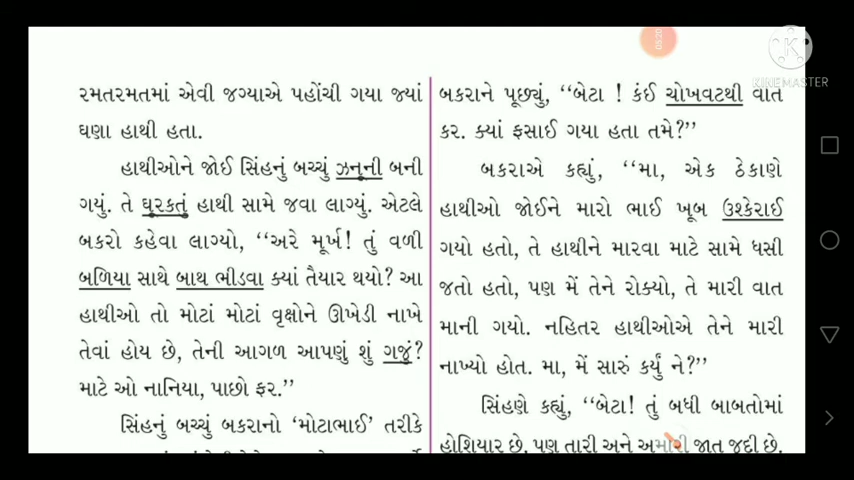 રમતરમતમાં એવી જગ્યાએ પહોંચી ગયા જ્યાં
ઘણા હાથી હતા.
હાથીઓને જોઈ સિંહનું બચ્ચું ઝનૂની બની
ગયું. તે ઘુરકતું હાથી સામે જવા લાગ્યું. એટલે
બકરો કહેવા લાગ્યો, ‘‘અરે મૂર્ખ! તું વળી
બળિયા સાથે બાથ ભીડવા ક્યાં તૈયાર થયો? આ
હાથીઓ તો મોટાં મોટાં વૃક્ષોને ઊખેડી નાખે
તેવાં હોય છે, તેની આગળ આપણું શું ગજું?
માટે ઓ નાનિયા, પાછો ફર.’’
સિંહનું બચ્ચું બકરાનો ‘મોટાભાઈ’ તરીકે
બકરાને પૂછ્યું, ‘‘બેટા ! કંઈ ચોખવટથી વાત
કર. ક્યાં ફસાઈ ગયા હતા તમે?’’
બકરાએ કહ્યું, ‘‘મા, એક ઠેકાણે
હાથીઓ જોઈને મારો ભાઈ ખૂબ ઉશ્કેરાઈ
ગયો હતો, તે હાથીને મારવા માટે સામે ધસી
જતો હતો, પણ મેં તેને રોક્યો, તે મારી વાત
માની ગયો. નહિતર હાથીઓએ તેને મારી
નાખ્યો હોત. મા, મેં સારું કર્યું ને?’’
સિંહણે કહ્યું, ‘‘બેટા! તું બધી બાબતોમાં
હોશિયાર છે, પણ તારી અને અમારી જાત જુદી છે.
05:20
KINEMASTER